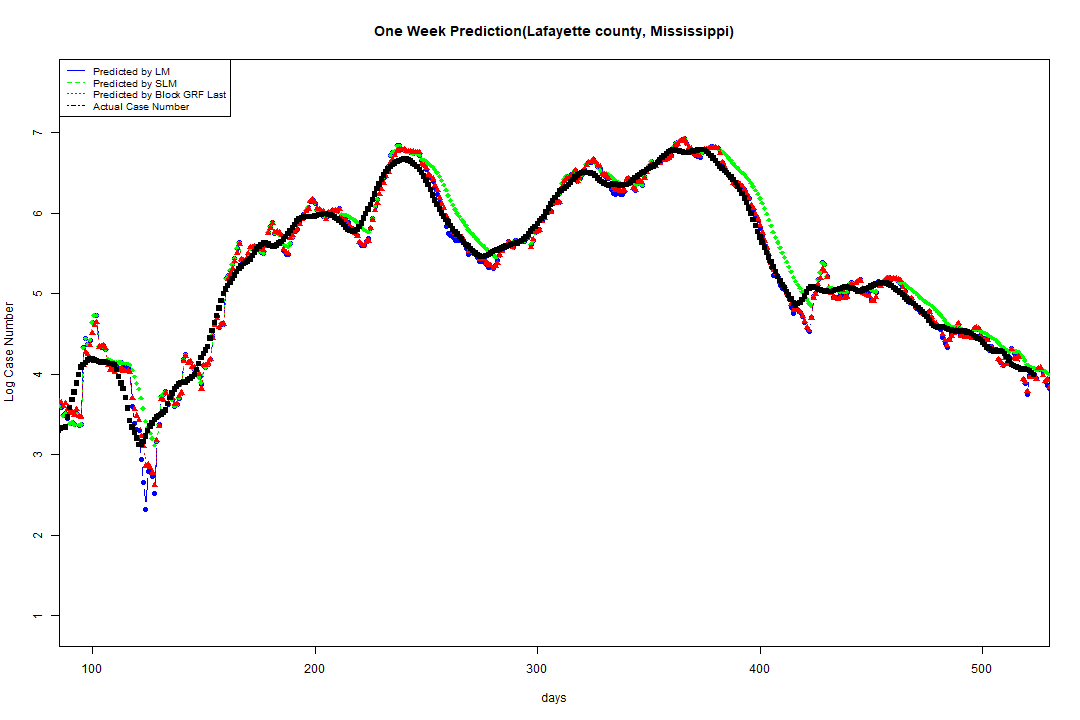 One Week Prediction(Lafayette county, Mississippi)
Predicted by LM
Predicted by SLM
Predicted by Block GRF Last
Actual Case Number
7
6
5
4
3
2
1
Log Case Number
100 200 300 400 500
days